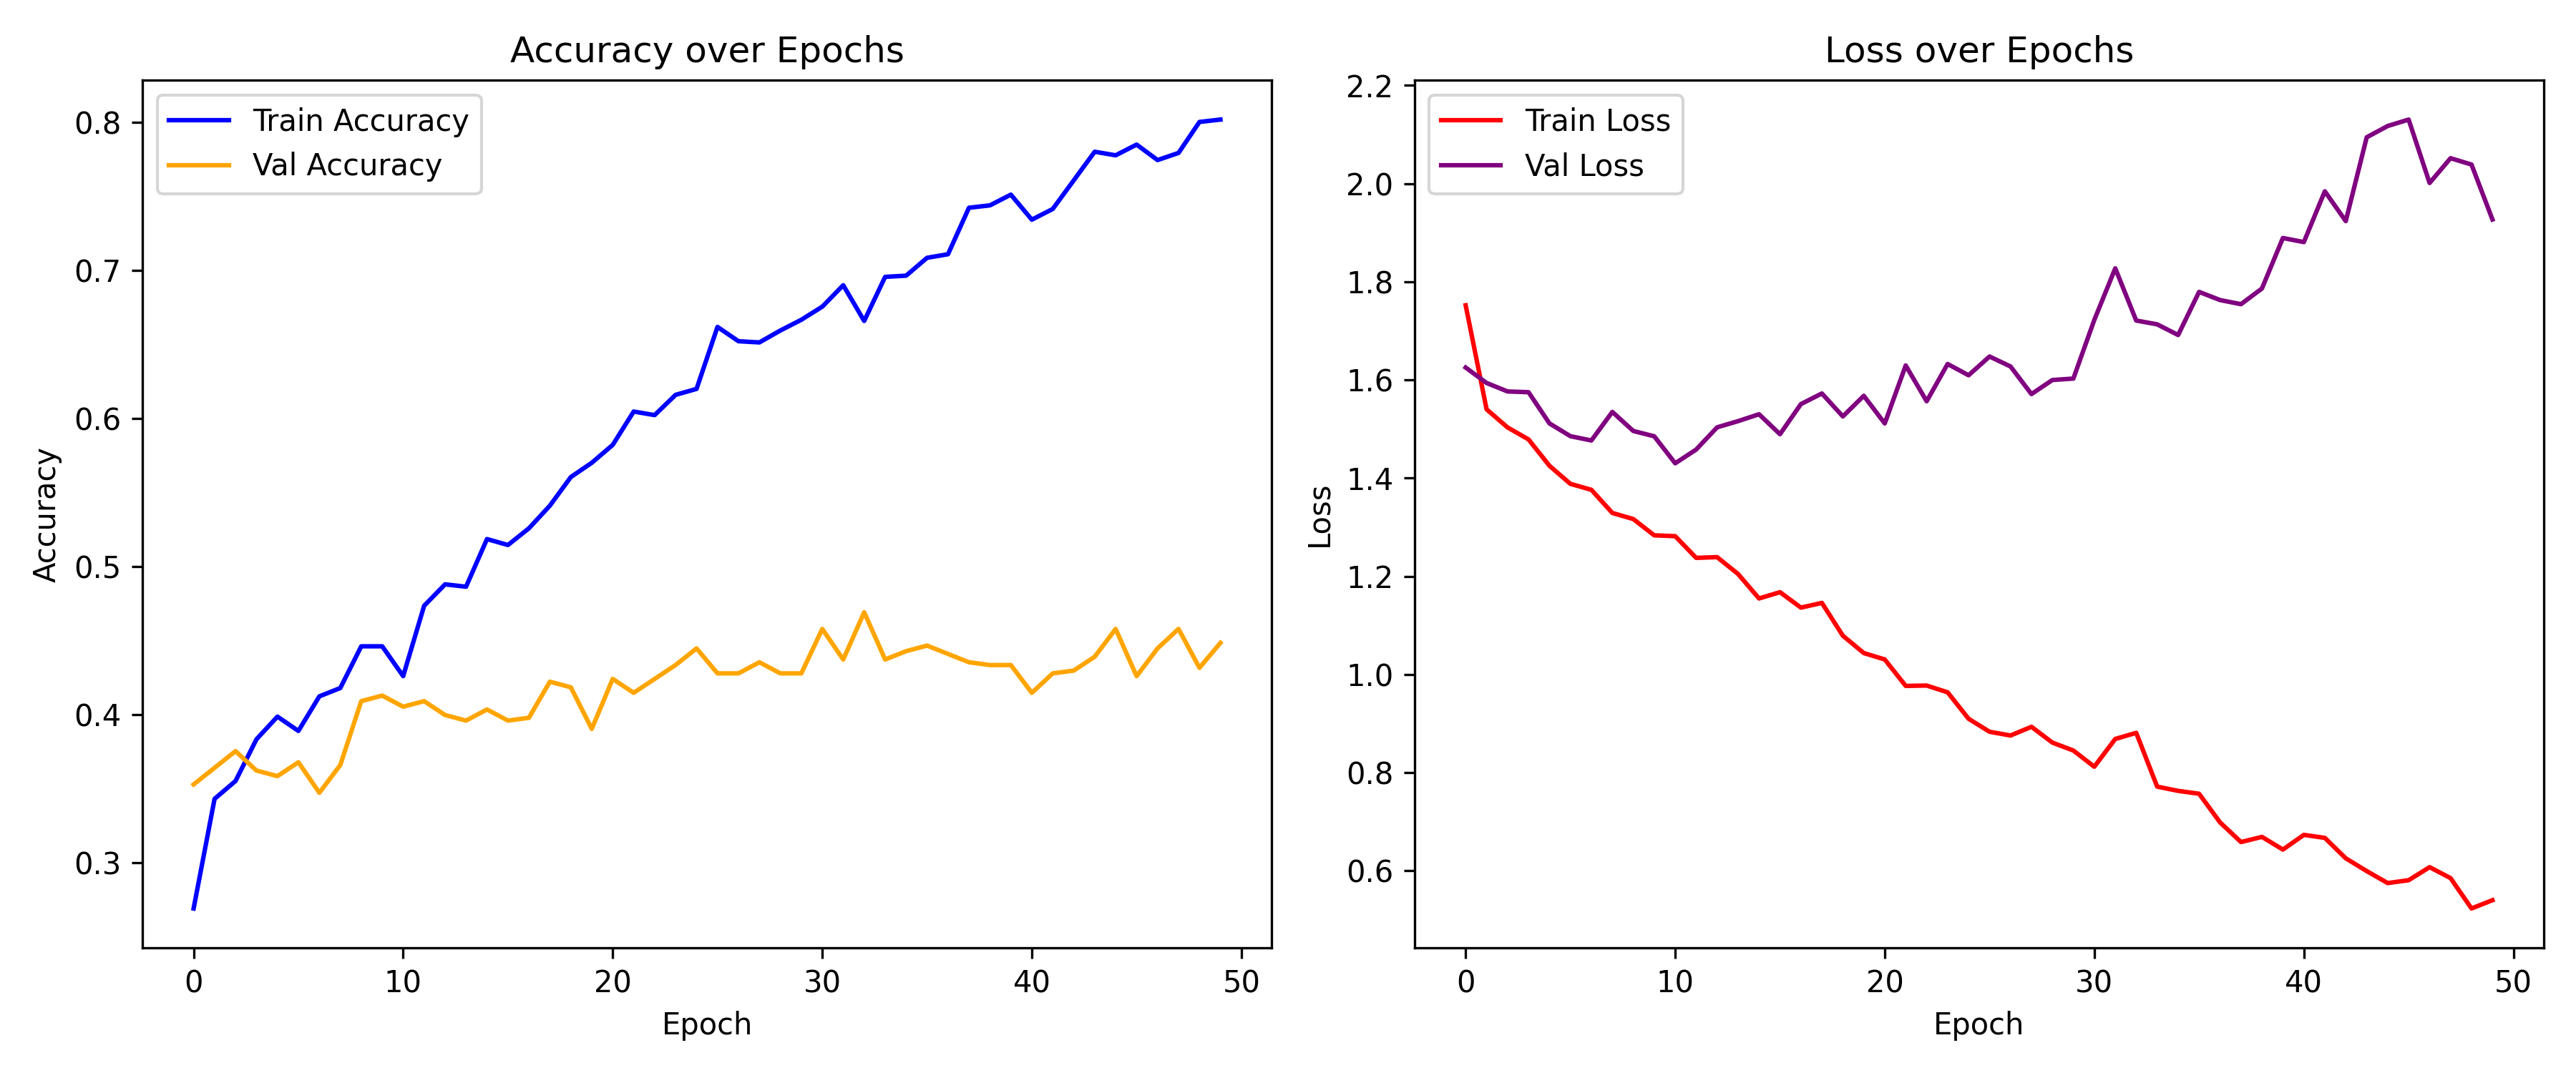 Accuracy over Epochs
Train Accuracy
Val Accuracy
Accuracy
0.8
0.7
0.6
0.5
0.4
0.3
0 10 20 30 40 50
Epoch
Loss over Epochs
Train Loss
Val Loss
Loss
2.2
2.0
1.8
1.6
1.4
1.2
1.0
0.8
0.6
0 10 20 30 40 50
Epoch